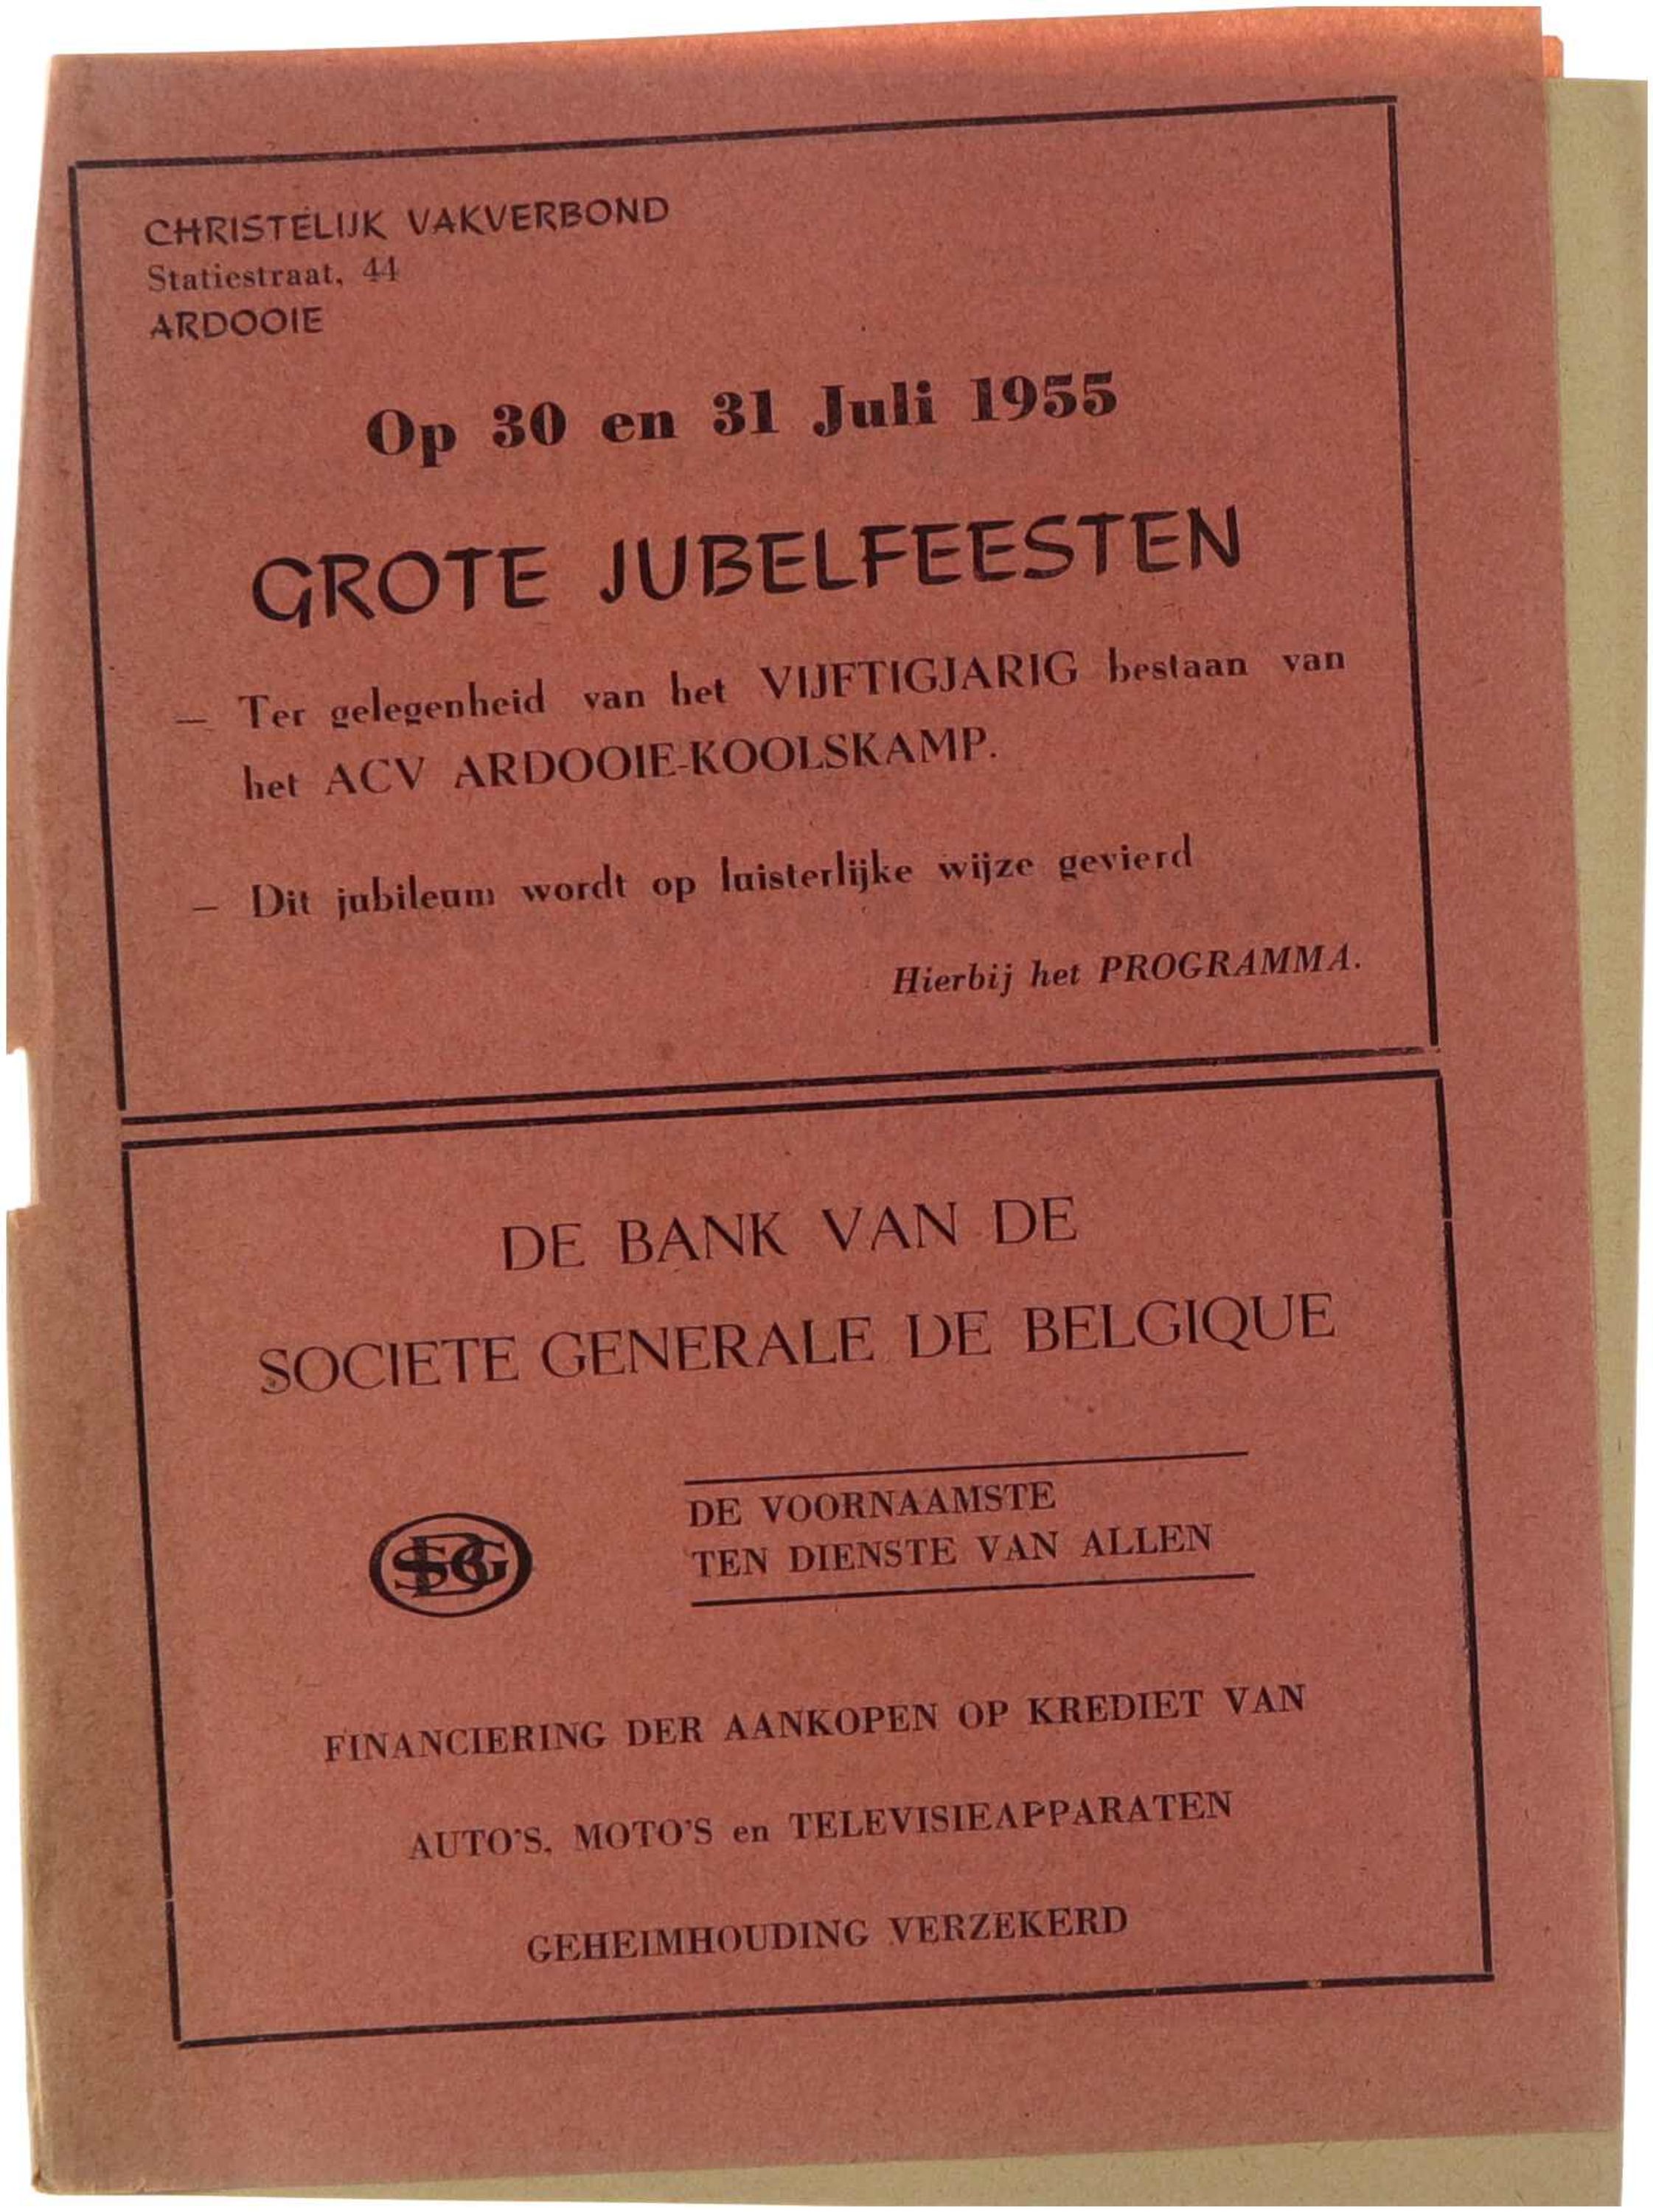 CHRISTELIJK VAKVERBOND
Statiestraat, 44
ARDOOIE
Op 30 en 31 Juli 1955
GROTE JUBELFEESTEN
— Ter gelegenheid van het VIJFTIGJARIG bestaan van
het ACV ARDOOIE-KOOLSKAMP.
— Dit jubileum wordt op luisterlijke wijze gevierd
Hierbij het PROGRAMMA.
DE BANK VAN DE
SOCIETE GENERALE DE BELGIQUE
SBG
DE VOORNAAMSTE
TEN DIENSTE VAN ALLEN
FINANCIERING DER AANKOPEN OP KREDIET VAN
AUTO'S, MOTO'S en TELEVISIEAPPARATEN
GEHEIMHOUDING VERZEKERD